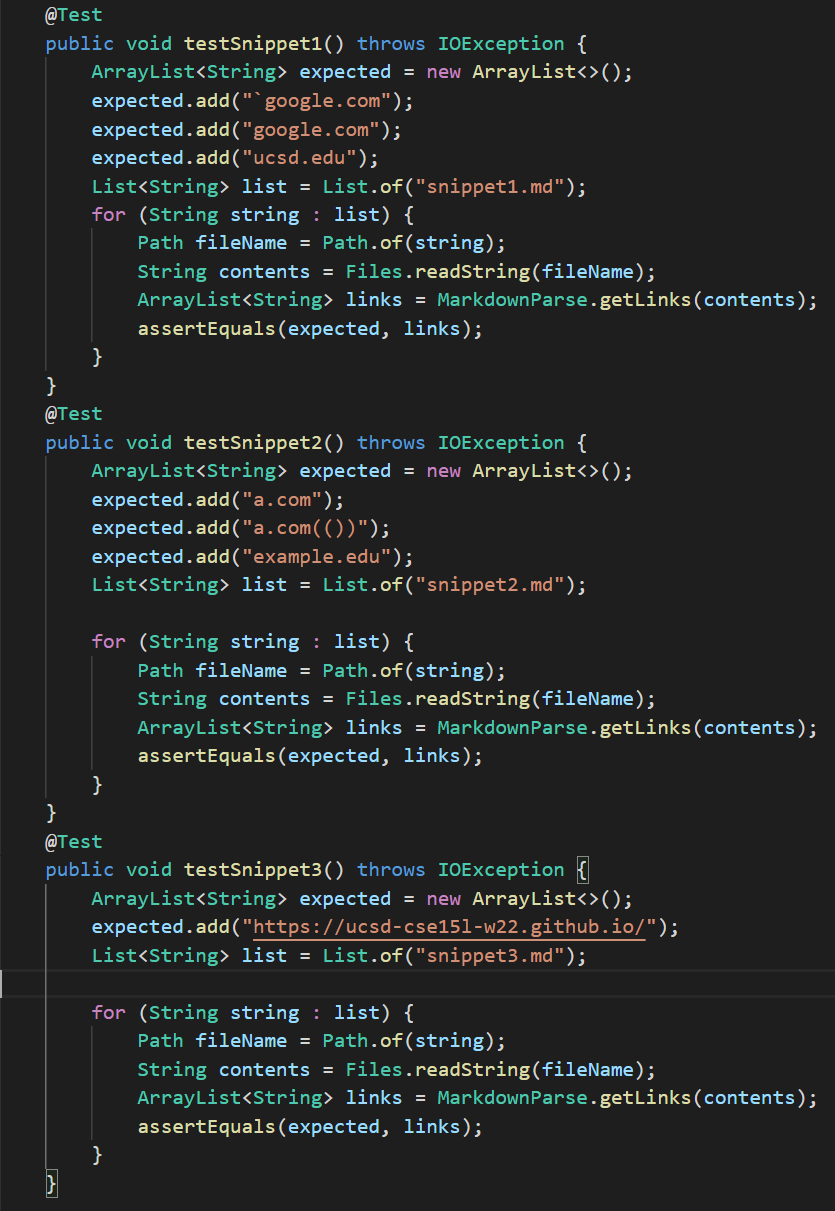 @Test
public void testSnippet1() throws IOException {
    ArrayList<String> expected = new ArrayList<>();
    expected.add("`google.com");
    expected.add("google.com");
    expected.add("ucsd.edu");
    List<String> list = List.of("snippet1.md");
    for (String string : list) {
        Path fileName = Path.of(string);
        String contents = Files.readString(fileName);
        ArrayList<String> links = MarkdownParse.getLinks(contents);
        assertEquals(expected, links);
    }
}
@Test
public void testSnippet2() throws IOException {
    ArrayList<String> expected = new ArrayList<>();
    expected.add("a.com");
    expected.add("a.com(())");
    expected.add("example.edu");
    List<String> list = List.of("snippet2.md");

    for (String string : list) {
        Path fileName = Path.of(string);
        String contents = Files.readString(fileName);
        ArrayList<String> links = MarkdownParse.getLinks(contents);
        assertEquals(expected, links);
    }
}
@Test
public void testSnippet3() throws IOException {
    ArrayList<String> expected = new ArrayList<>();
    expected.add("https://ucsd-cse15l-w22.github.io/");
    List<String> list = List.of("snippet3.md");

    for (String string : list) {
        Path fileName = Path.of(string);
        String contents = Files.readString(fileName);
        ArrayList<String> links = MarkdownParse.getLinks(contents);
        assertEquals(expected, links);
    }
}